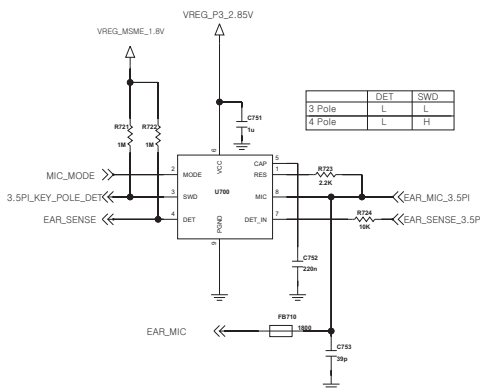 VREG_P3_2.85V
VREG_MSME_1.8V
C751
1u
R721
1M
R722
1M
DET SWD
3 Pole L L
4 Pole L H
MIC_MODE
3.5PI_KEY_POLE_DET
EAR_SENSE
2
3
4
6
VCC
MODE
SWD
DET
U700
CAP
RES
MIC
DET_IN
PGND
9
5
1
8
7
R723
2.2K
EAR_MIC_3.5PI
R724
10K
EAR_SENSE_3.5P
C752
220n
FB710
1800
EAR_MIC
C753
39p